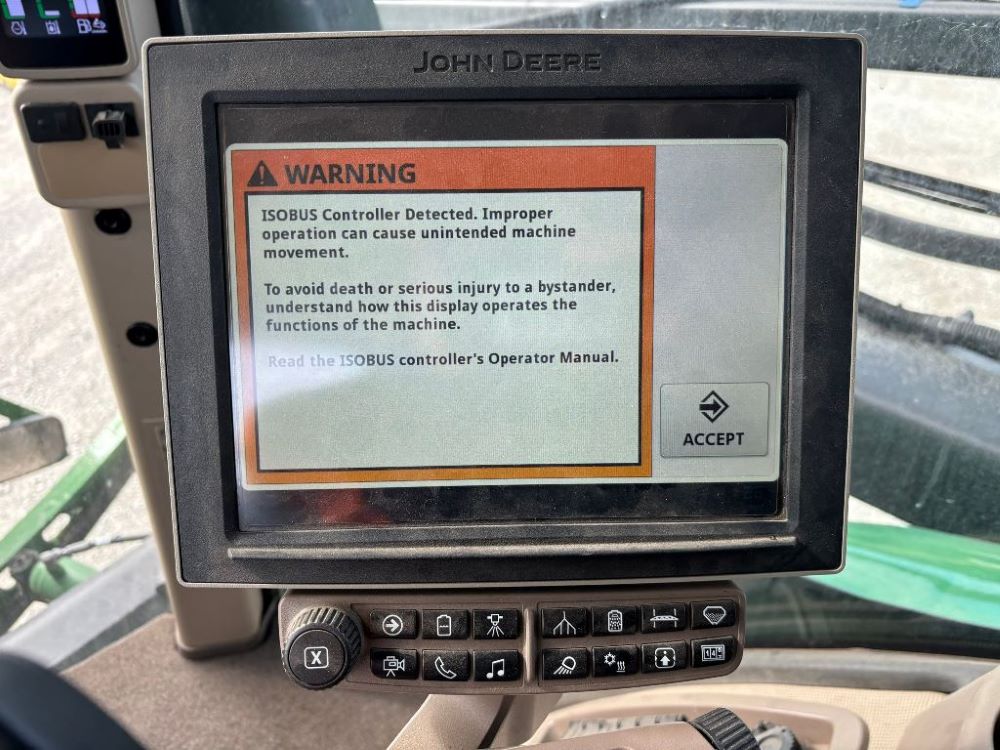 JOHN DEERE
WARNING
ISOBUS Controller Detected. Improper
operation can cause unintended machine
movement.
To avoid death or serious injury to a bystander,
understand how this display operates the
functions of the machine.
Read the ISOBUS controller's Operator Manual.
ACCEPT
X